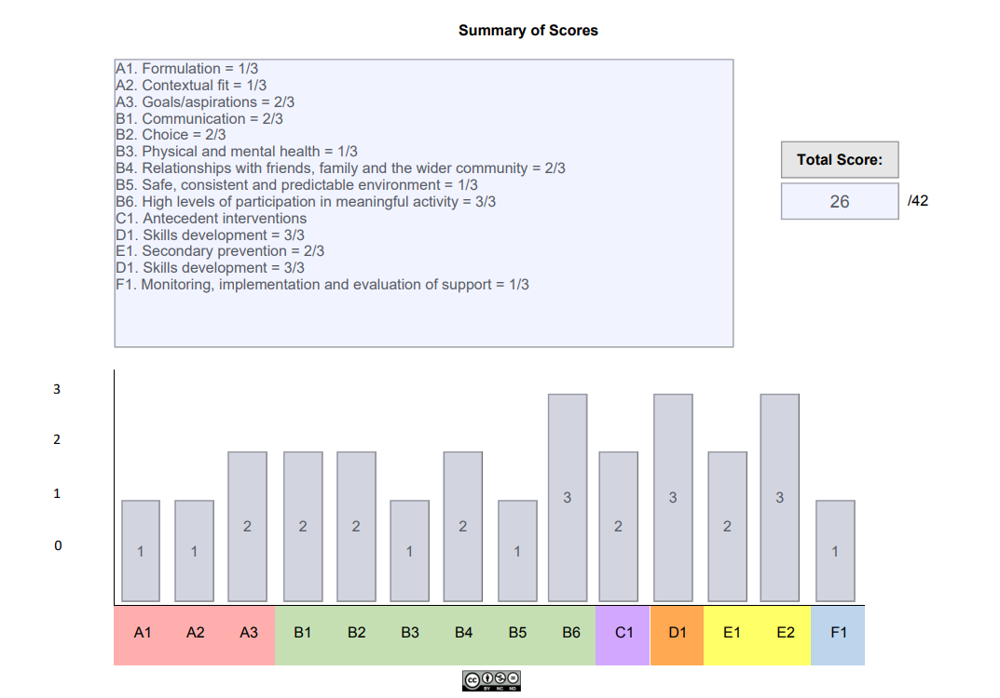 Summary of Scores
A1. Formulation = 1/3
A2. Contextual fit = 1/3
A3. Goals/aspirations = 2/3
B1. Communication = 2/3
B2. Choice = 2/3
B3. Physical and mental health = 1/3
B4. Relationships with friends, family and the wider community = 2/3
B5. Safe, consistent and predictable environment = 1/3
B6. High levels of participation in meaningful activity = 3/3
C1. Antecedent interventions
D1. Skills development = 3/3
E1. Secondary prevention = 2/3
D1. Skills development = 3/3
F1. Monitoring, implementation and evaluation of support = 1/3
Total Score:
26 /42
3
2
1
0
1 1 2 2 2 1 2 1 3 2 3 2 3 1
A1 A2 A3 B1 B2 B3 B4 B5 B6 C1 D1 E1 E2 F1
cc
BY NC ND